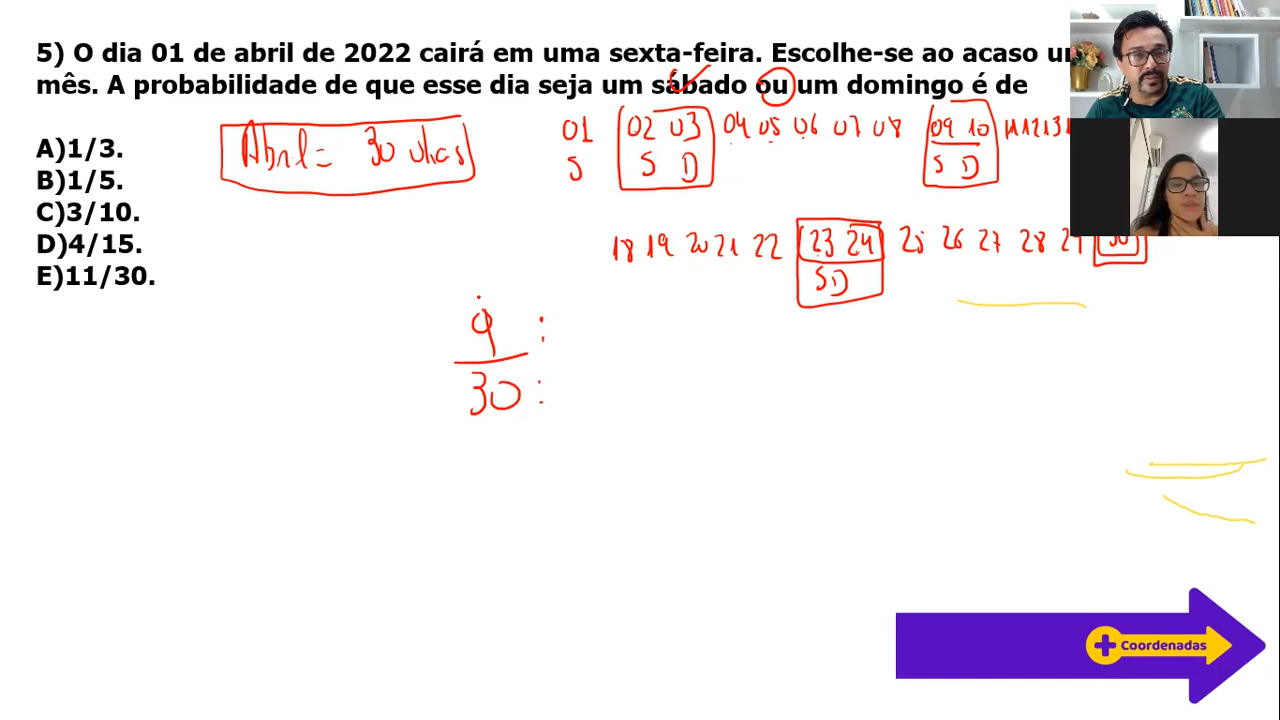 5) O dia 01 de abril de 2022 cairá em uma sexta-feira. Escolhe-se ao acaso
mês. A probabilidade de que esse dia seja um sábado ou um domingo é de
A)1/3.
B)1/5.
C)3/10.
D)4/15.
E)11/30.
Abril = 30 dias
01 02 03 04 05 06 07 08 09 10 11 12 13
S S D S D
18 19 20 21 22 23 24 25 26 27 28 29 30
S D
9 :
30 :
Coordenadas